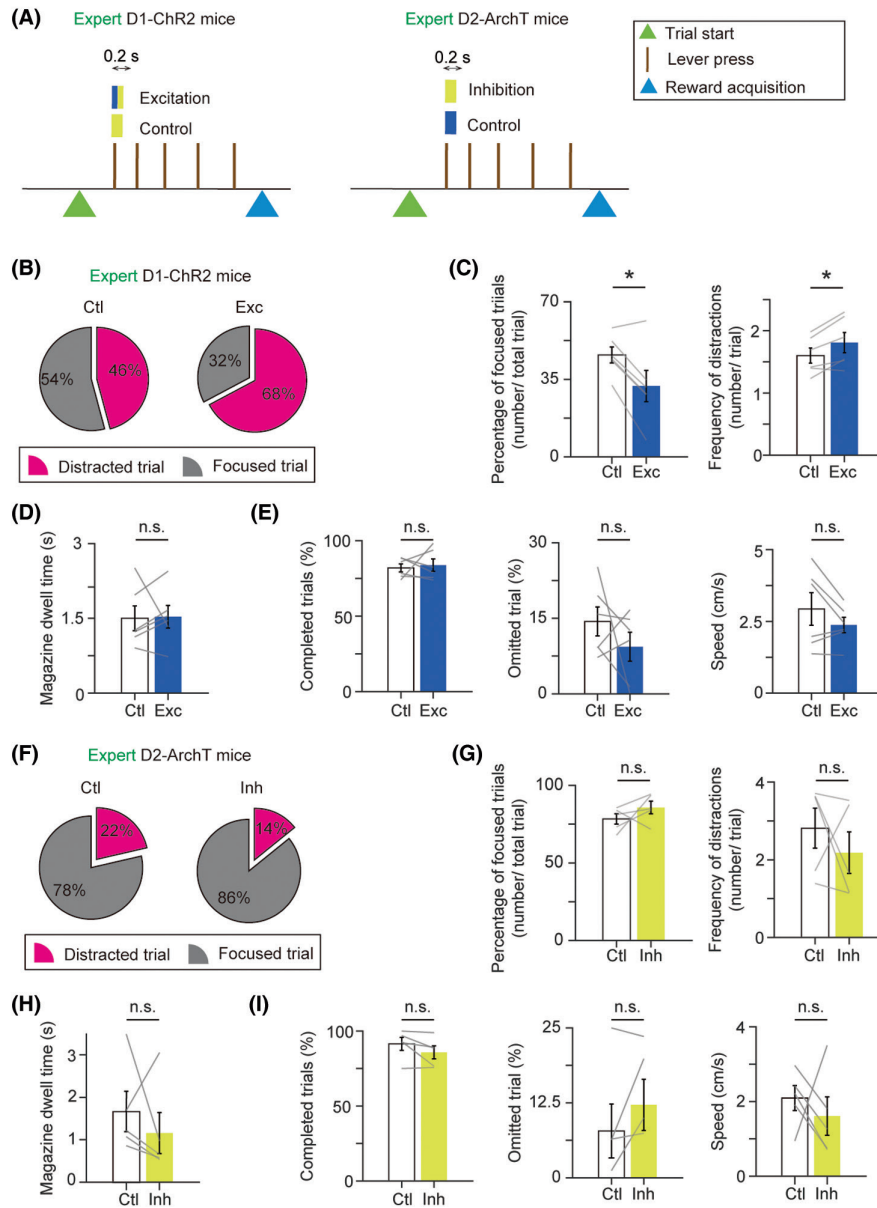 (A)
Expert D1-ChR2 mice
0.2 s
Excitation
Control
Expert D2-ArchT mice
0.2 s
Inhibition
Control
Trial start
Lever press
Reward acquisition
(B)
Expert D1-ChR2 mice
Ctl
Exc
54%
46%
32%
68%
Distracted trial
Focused trial
(C)
Percentage of focused triials
(number/ total trial)
70
35
0
*
Ctl
Exc
Frequency of distractions
(number/ trial)
2
1
0
*
Ctl
Exc
(D)
Magazine dwell time (s)
3
1.5
0
n.s.
Ctl
Exc
(E)
Completed trials (%)
100
50
0
n.s.
Ctl
Exc
Omitted trial (%)
30
15
0
n.s.
Ctl
Exc
Speed (cm/s)
5
2.5
0
n.s.
Ctl
Exc
(F)
Expert D2-ArchT mice
Ctl
Inh
22%
78%
14%
86%
Distracted trial
Focused trial
(G)
Percentage of focused trials
(number/ total trial)
100
50
0
n.s.
Ctl
Inh
Frequency of distractions
(number/ trial)
4
2
0
n.s.
Ctl
Inh
(H)
Magazine dwell time (s)
3
2
1
0
n.s.
Ctl
Inh
(I)
Completed trials (%)
100
50
0
n.s.
Ctl
Inh
Omitted trial (%)
25
12.5
0
n.s.
Ctl
Inh
Speed (cm/s)
4
2
0
n.s.
Ctl
Inh